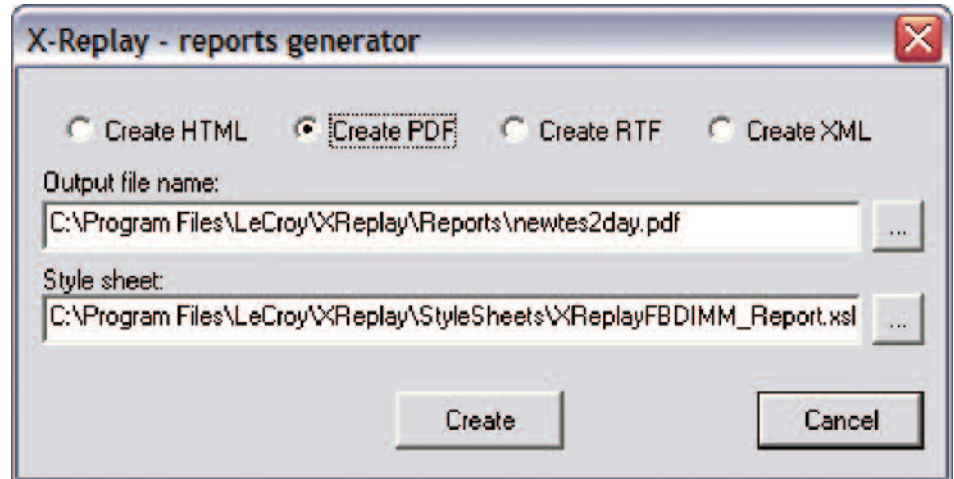 X-Replay - reports generator
Create HTML Create PDF Create RTF Create XML
Output file name:
C:\Program Files\LeCroy\XReplay\Reports\newtes2day.pdf
...
Style sheet:
C:\Program Files\LeCroy\XReplay\StyleSheets\XReplayFBDIMM_Report.xsl
...
Create Cancel